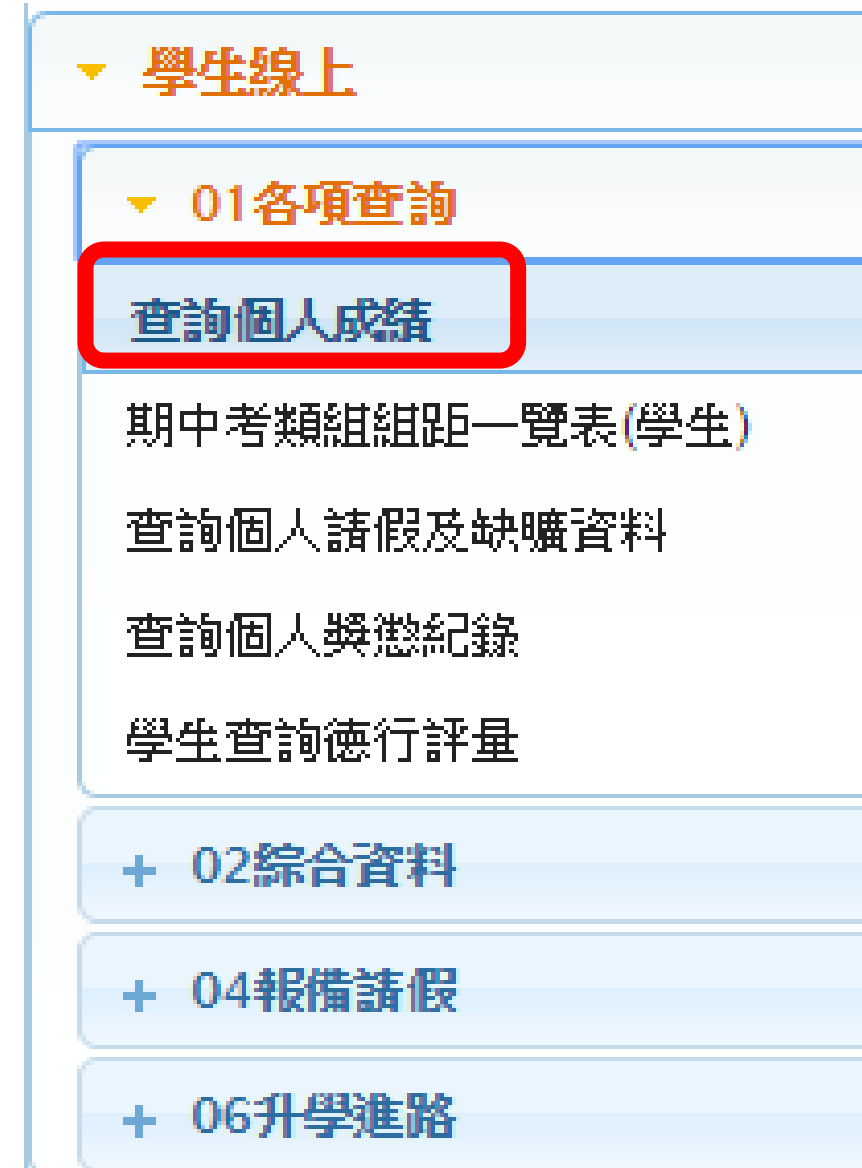 學生線上
01各項查詢
查詢個人成績
期中考類組組距一覽表(學生)
查詢個人請假及缺曠資料
查詢個人獎懲紀錄
學生查詢德行評量
02綜合資料
04報備請假
06升學進路